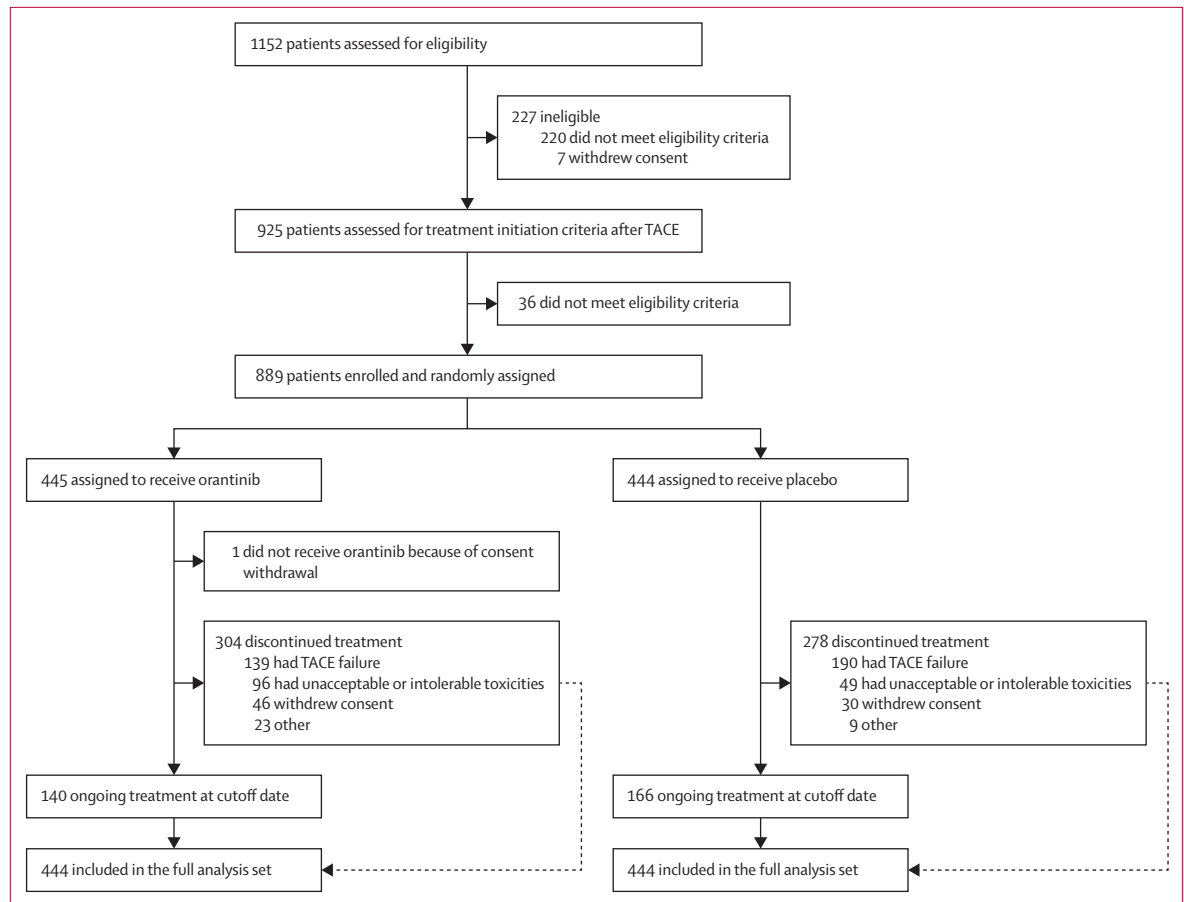 1152 patients assessed for eligibility
227 ineligible
220 did not meet eligibility criteria
7 withdrew consent
925 patients assessed for treatment initiation criteria after TACE
36 did not meet eligibility criteria
889 patients enrolled and randomly assigned
445 assigned to receive orantinib
444 assigned to receive placebo
1 did not receive orantinib because of consent
withdrawal
304 discontinued treatment
139 had TACE failure
96 had unacceptable or intolerable toxicities
46 withdrew consent
23 other
278 discontinued treatment
190 had TACE failure
49 had unacceptable or intolerable toxicities
30 withdrew consent
9 other
140 ongoing treatment at cutoff date
166 ongoing treatment at cutoff date
444 included in the full analysis set
444 included in the full analysis set